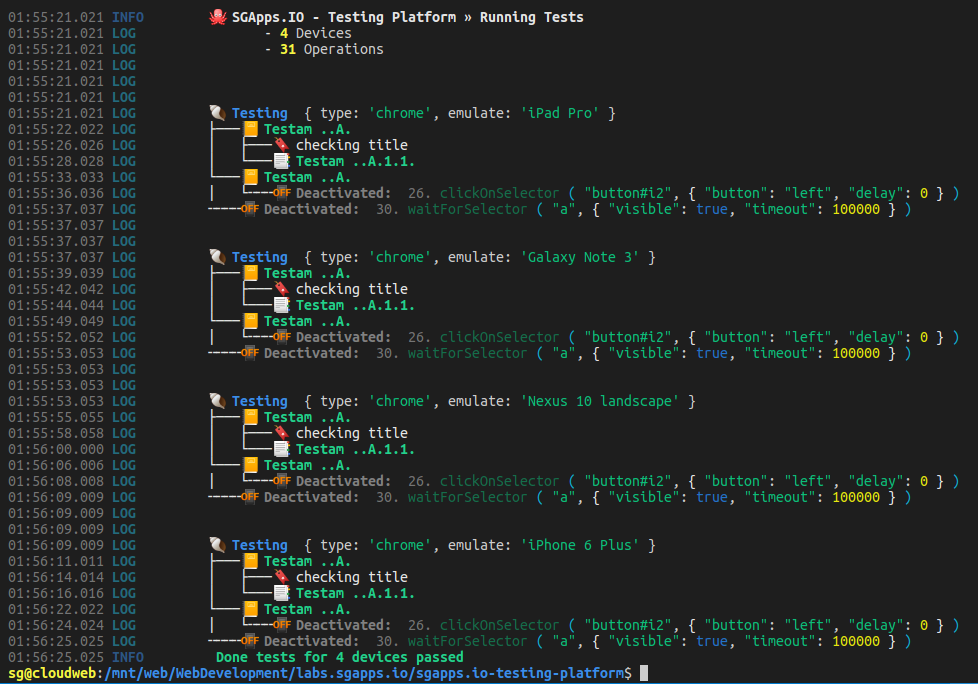 01:55:21.021 INFO SGApps.IO - Testing Platform » Running Tests
01:55:21.021 LOG - 4 Devices
01:55:21.021 LOG - 31 Operations
01:55:21.021 LOG
01:55:21.021 LOG
01:55:21.021 LOG
01:55:21.021 LOG Testing { type: 'chrome', emulate: 'iPad Pro' }
01:55:22.022 LOG Testam ..A.
01:55:26.026 LOG checking title
01:55:28.028 LOG Testam ..A.1.1.
01:55:33.033 LOG Testam ..A.
01:55:36.036 LOG OFF Deactivated: 26. clickOnSelector ( "button#i2", { "button": "left", "delay": 0 } )
01:55:37.037 LOG OFF Deactivated: 30. waitForSelector ( "a", { "visible": true, "timeout": 100000 } )
01:55:37.037 LOG
01:55:37.037 LOG
01:55:37.037 LOG Testing { type: 'chrome', emulate: 'Galaxy Note 3' }
01:55:39.039 LOG Testam ..A.
01:55:42.042 LOG checking title
01:55:44.044 LOG Testam ..A.1.1.
01:55:49.049 LOG Testam ..A.
01:55:52.052 LOG OFF Deactivated: 26. clickOnSelector ( "button#i2", { "button": "left", "delay": 0 } )
01:55:53.053 LOG OFF Deactivated: 30. waitForSelector ( "a", { "visible": true, "timeout": 100000 } )
01:55:53.053 LOG
01:55:53.053 LOG
01:55:53.053 LOG Testing { type: 'chrome', emulate: 'Nexus 10 landscape' }
01:55:55.055 LOG Testam ..A.
01:55:58.058 LOG checking title
01:56:00.000 LOG Testam ..A.1.1.
01:56:06.006 LOG Testam ..A.
01:56:08.008 LOG OFF Deactivated: 26. clickOnSelector ( "button#i2", { "button": "left", "delay": 0 } )
01:56:09.009 LOG OFF Deactivated: 30. waitForSelector ( "a", { "visible": true, "timeout": 100000 } )
01:56:09.009 LOG
01:56:09.009 LOG
01:56:09.009 LOG Testing { type: 'chrome', emulate: 'iPhone 6 Plus' }
01:56:11.011 LOG Testam ..A.
01:56:14.014 LOG checking title
01:56:16.016 LOG Testam ..A.1.1.
01:56:22.022 LOG Testam ..A.
01:56:24.024 LOG OFF Deactivated: 26. clickOnSelector ( "button#i2", { "button": "left", "delay": 0 } )
01:56:25.025 LOG OFF Deactivated: 30. waitForSelector ( "a", { "visible": true, "timeout": 100000 } )
01:56:25.025 INFO Done tests for 4 devices passed
sg@cloudweb:/mnt/web/WebDevelopment/labs.sgapps.io/sgapps.io-testing-platform$